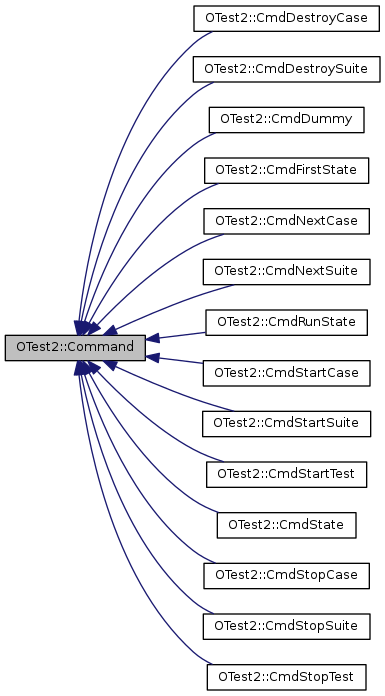 OTest2::CmdDestroyCase
OTest2::CmdDestroySuite
OTest2::CmdDummy
OTest2::CmdFirstState
OTest2::CmdNextCase
OTest2::CmdNextSuite
OTest2::CmdRunState
OTest2::Command
OTest2::CmdStartCase
OTest2::CmdStartSuite
OTest2::CmdStartTest
OTest2::CmdState
OTest2::CmdStopCase
OTest2::CmdStopSuite
OTest2::CmdStopTest